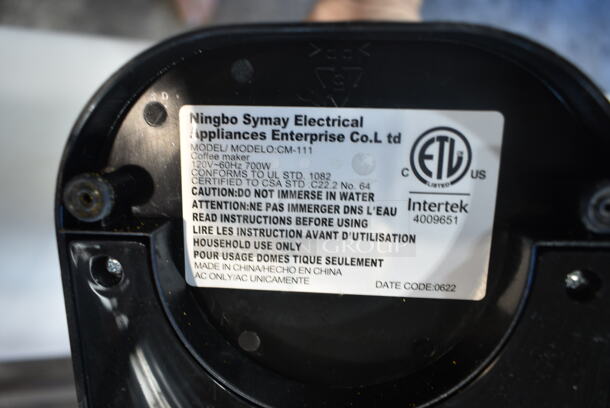 Ningbo Symay Electrical
Appliances Enterprise Co.L td
MODEL/ MODELO:CM-111
Coffee maker
120V~60Hz 700W
CONFORMS TO UL STD. 1082
CERTIFIED TO CSA STD .C22.2 No. 64
CAUTION:DO NOT IMMERSE IN WATER
ATTENTION:NE PAS IMMERGER DNS L'EAU
READ INSTRUCTIONS BEFORE USING
LIRE LES INSTRUCTION AVANT D'UTILISATION
HOUSEHOLD USE ONLY
POUR USAGE DOMES TIQUE SEULEMENT
MADE IN CHINA/HECHO EN CHINA
AC ONLY/AC UNICAMENTE
DATE CODE:0622
C ETL US
LISTED
Intertek
4009651
GROUP